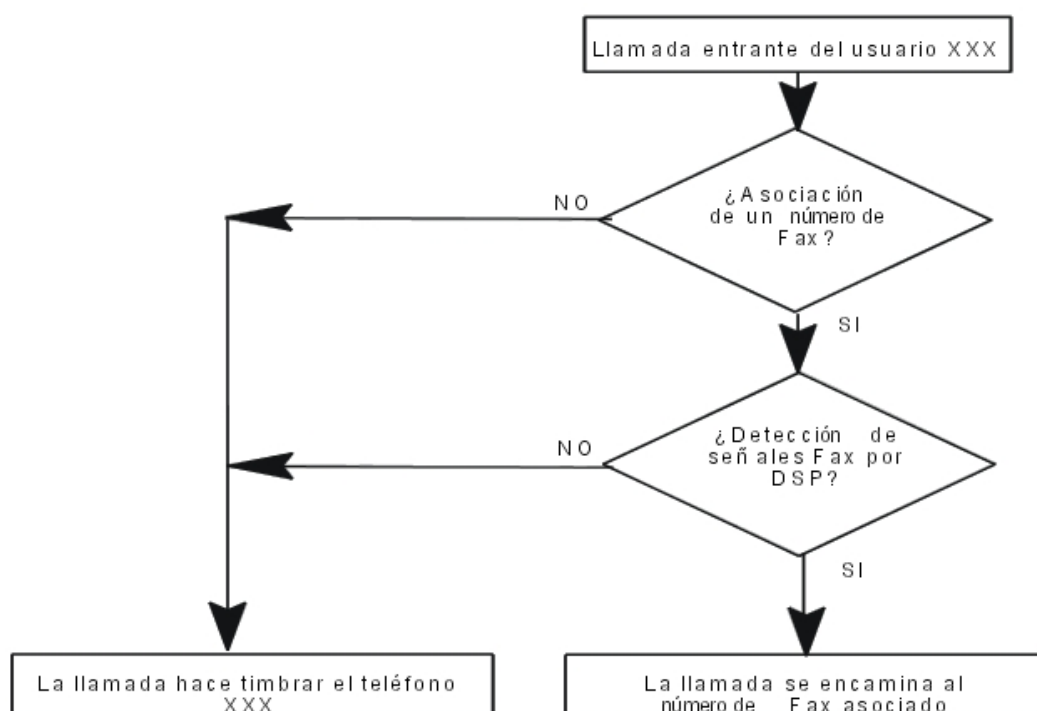 Llamada entrante del usuario XXX
¿Asociación
de un número de
Fax?
NO
SI
¿Detección de
señales Fax por
DSP?
NO
SI
La llamada hace timbrar el teléfono
XXX
La llamada se encamina al
número de Fax asociado